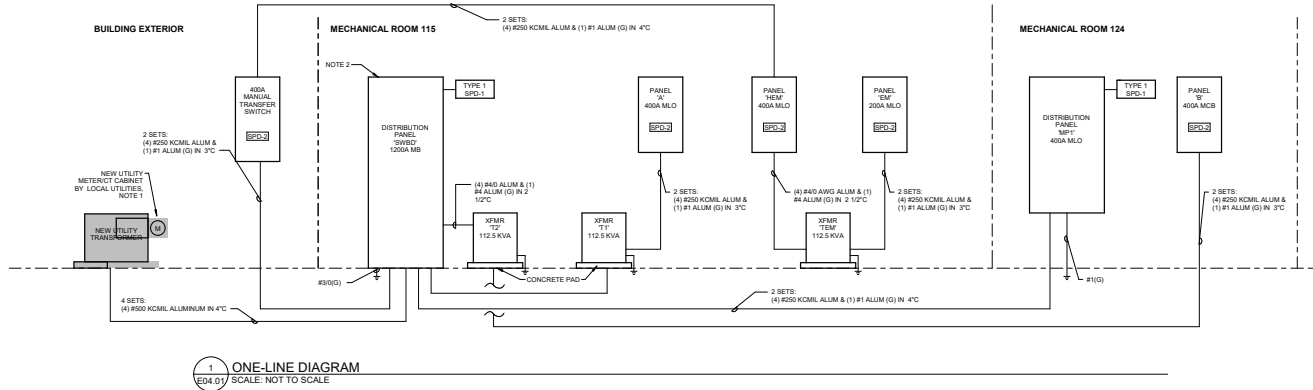 BUILDING EXTERIOR
MECHANICAL ROOM 115
2 SETS:
(4) #250 KCMIL ALUM & (1) #1 ALUM (G) IN 4"C
MECHANICAL ROOM 124
NOTE 2
400A
MANUAL
TRANSFER
SWITCH
SPD-2
DISTRIBUTION
PANEL
'SWBD'
1200A MB
TYPE 1
SPD-1
PANEL
'A'
400A MLO
SPD-2
PANEL
'HEM'
400A MLO
SPD-2
PANEL
'EM'
200A MLO
SPD-2
DISTRIBUTION
PANEL
'MP1'
400A MLO
TYPE 1
SPD-1
PANEL
'B'
400A MCB
SPD-2
2 SETS:
(4) #250 KCMIL ALUM &
(1) #1 ALUM (G) IN 3"C
NEW UTILITY
METER/CT CABINET
BY LOCAL UTILITIES,
NOTE 1
NEW UTILITY
TRANSFORMER
M
(4) #4/0 ALUM & (1)
#4 ALUM (G) IN 2
1/2"C
XFMR
'T2'
112.5 KVA
XFMR
'T1'
112.5 KVA
2 SETS:
(4) #250 KCMIL ALUM &
(1) #1 ALUM (G) IN 3"C
(4) #4/0 AWG ALUM & (1)
#4 ALUM (G) IN 2 1/2"C
XFMR
'TEM'
112.5 KVA
2 SETS:
(4) #250 KCMIL ALUM &
(1) #1 ALUM (G) IN 3"C
2 SETS:
(4) #250 KCMIL ALUM &
(1) #1 ALUM (G) IN 3"C
#3/0(G)
CONCRETE PAD
#1(G)
4 SETS:
(4) #500 KCMIL ALUMINUM IN 4"C
2 SETS:
(4) #250 KCMIL ALUM & (1) #1 ALUM (G) IN 4"C
1
E04.01
ONE-LINE DIAGRAM
SCALE: NOT TO SCALE